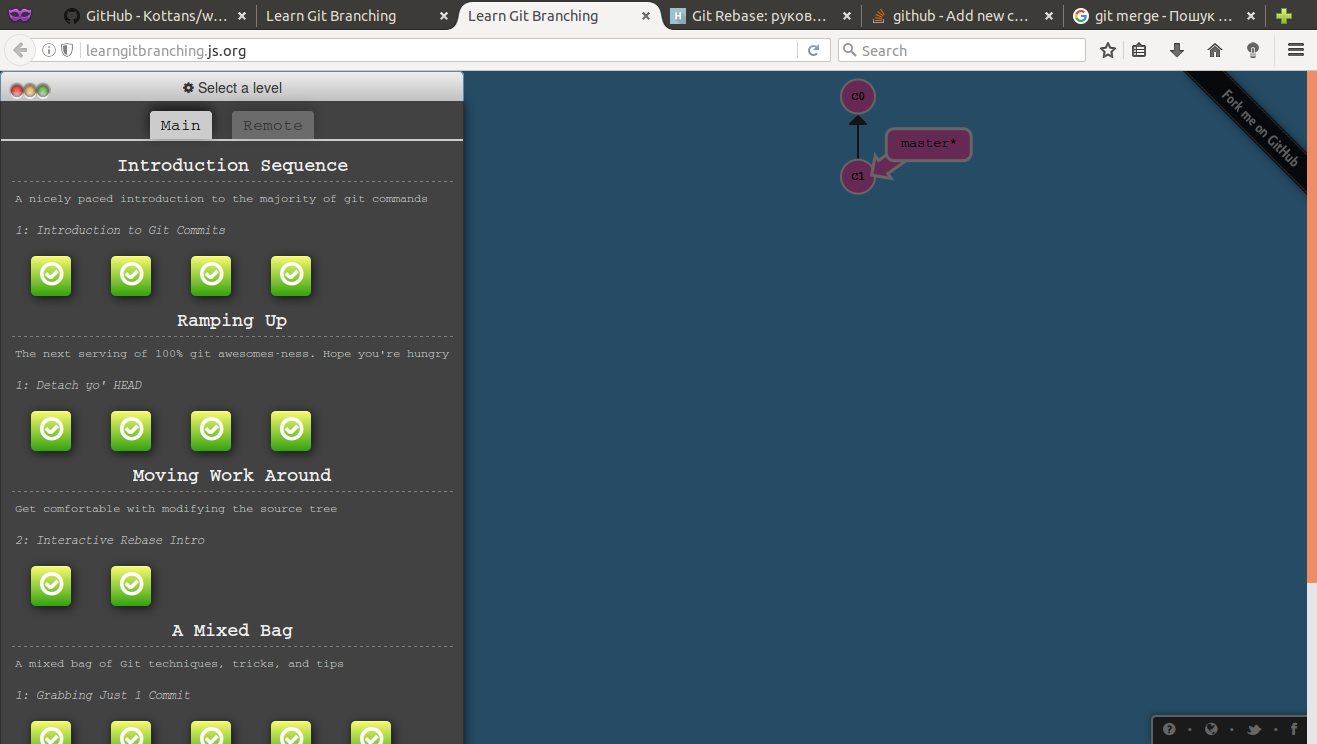 GitHub - Kottans/w...
Learn Git Branching
Learn Git Branching
Git Rebase: руково...
github - Add new c...
git merge - Пошук ...
learngitbranching.js.org
Search
Select a level
Main
Remote
Introduction Sequence
A nicely paced introduction to the majority of git commands
1: Introduction to Git Commits
Ramping Up
The next serving of 100% git awesomes-ness. Hope you're hungry
1: Detach yo' HEAD
Moving Work Around
Get comfortable with modifying the source tree
2: Interactive Rebase Intro
A Mixed Bag
A mixed bag of Git techniques, tricks, and tips
1: Grabbing Just 1 Commit
C0
master*
C1
Fork me on GitHub